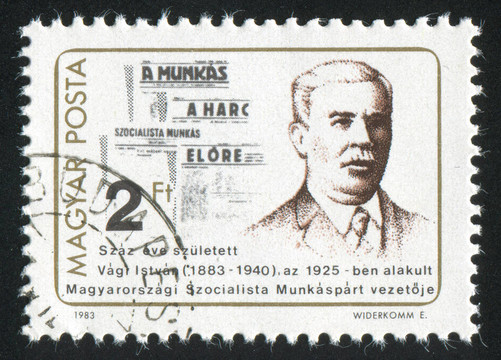 MAGYAR POSTA
A MUNKÁS
A HARC
SZOCIALISTA MUNKÁS
ELŐRE
2 Ft
Száz éve született
Vági István (1883-1940), az 1925-ben alakult
Magyarországi Szocialista Munkáspárt vezetője
1983
WIDERKOMM E.